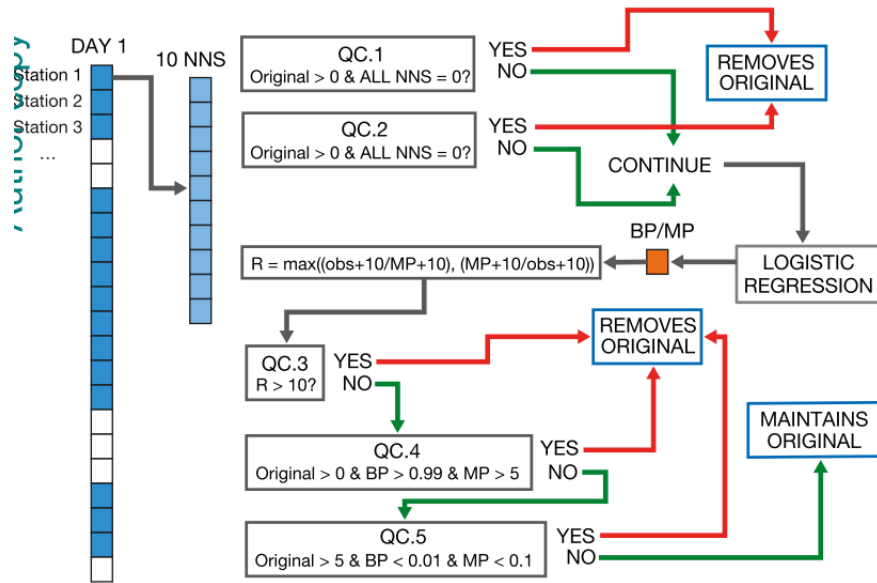 DAY 1
Station 1
Station 2
Station 3
...
10 NNS
QC.1
Original > 0 & ALL NNS = 0?
YES
NO
REMOVES
ORIGINAL
QC.2
Original > 0 & ALL NNS = 0?
YES
NO
CONTINUE
BP/MP
R = max((obs+10/MP+10), (MP+10/obs+10))
LOGISTIC
REGRESSION
REMOVES
ORIGINAL
QC.3
R > 10?
YES
NO
MAINTAINS
ORIGINAL
QC.4
Original > 0 & BP > 0.99 & MP > 5
YES
NO
QC.5
Original > 5 & BP < 0.01 & MP < 0.1
YES
NO